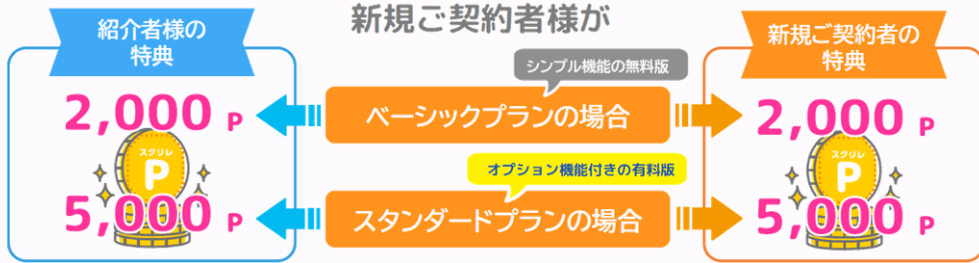 新規ご契約者様が
紹介者様の
特典
2,000 P
スクリレ
P
5,000 P
シンプル機能の無料版
ベーシックプランの場合
オプション機能付きの有料版
スタンダードプランの場合
新規ご契約者の
特典
2,000 P
スクリレ
P
5,000 P